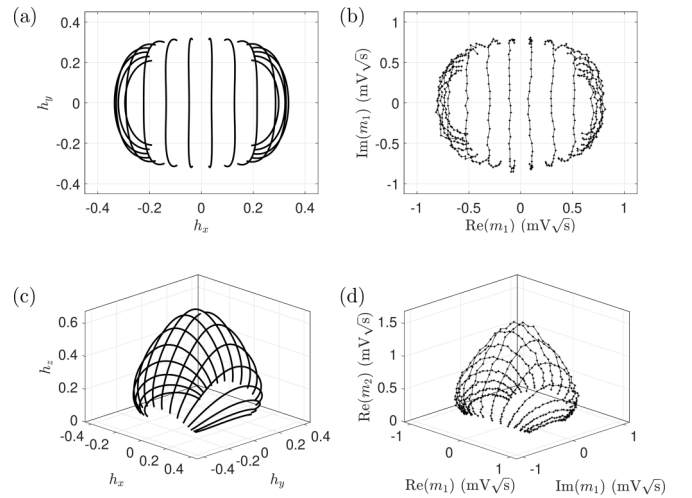 (a)
0.4
0.2
0
-0.2
-0.4
h_y
-0.4 -0.2 0 0.2 0.4
h_x
(b)
1
0.5
0
-0.5
-1
Im(m_1) (mV√s)
-1 -0.5 0 0.5 1
Re(m_1) (mV√s)
(c)
0.6
0.4
0.2
0
h_z
-0.4 -0.2 0 0.2 0.4
h_x
-0.4 -0.2 0 0.2 0.4
h_y
(d)
1.5
1
0.5
0
Re(m_2) (mV√s)
-1 0 1
Re(m_1) (mV√s)
-1 0 1
Im(m_1) (mV√s)